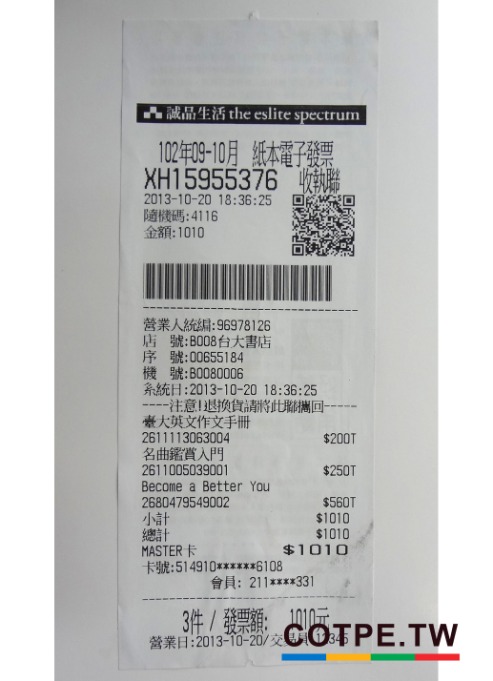 誠品生活 the eslite spectrum
102年09-10月 紙本電子發票
XH15955376 收執聯
2013-10-20 18:36:25
隨機碼:4116
金額:1010
營業人統編:96978126
店 號:B008台大書店
序 號:00655184
機 號:B0080006
系統日:2013-10-20 18:36:25
----注意!退換貨請將此聯攜回-----
臺大英文作文手冊
2611113063004 $200T
名曲鑑賞入門
2611005039001 $250T
Become a Better You
2680479549002 $560T
小計 $1010
總計 $1010
MASTER卡 $1010
卡號:514910******6108
會員: 211****331
3件 / 發票額: 1010元
營業日:2013-10-20/交易
COTPE.TW